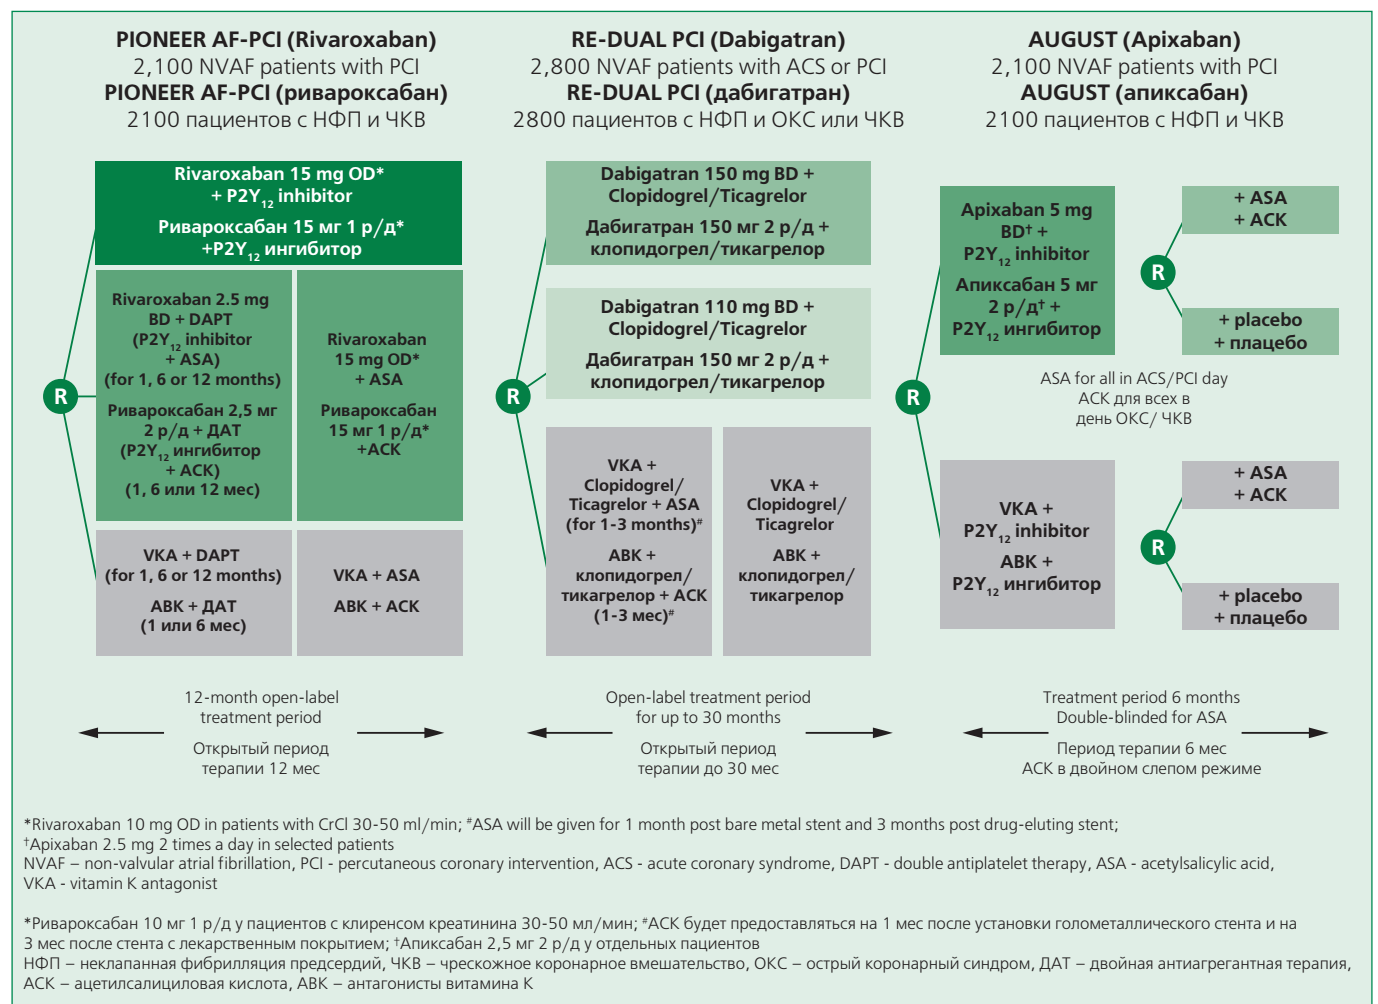 PIONEER AF-PCI (Rivaroxaban)
2,100 NVAF patients with PCI
PIONEER AF-PCI (ривароксабан)
2100 пациентов с НФП и ЧКВ
Rivaroxaban 15 mg OD*
+ P2Y12 inhibitor
Ривароксабан 15 мг 1 р/д*
+P2Y12 ингибитор
Rivaroxaban 2.5 mg
BD + DAPT
(P2Y12 inhibitor
+ ASA)
(for 1, 6 or 12 months)
Ривароксабан 2,5 мг
2 р/д + ДАТ
(P2Y12 ингибитор
+ АСК)
(1, 6 или 12 мес)
Rivaroxaban
15 mg OD*
+ ASA
Ривароксабан
15 мг 1 р/д*
+АСК
R
VKA + DAPT
(for 1, 6 or 12 months)
АВК + ДАТ
(1 или 6 мес)
VKA + ASA
АВК + АСК
12-month open-label
treatment period
Открытый период
терапии 12 мес
RE-DUAL PCI (Dabigatran)
2,800 NVAF patients with ACS or PCI
RE-DUAL PCI (дабигатран)
2800 пациентов с НФП и ОКС или ЧКВ
Dabigatran 150 mg BD +
Clopidogrel/Ticagrelor
Дабигатран 150 мг 2 р/д +
клопидогрел/тикагрелор
Dabigatran 110 mg BD +
Clopidogrel/Ticagrelor
Дабигатран 150 мг 2 р/д +
клопидогрел/тикагрелор
R
VKA +
Clopidogrel/
Ticagrelor + ASA
(for 1-3 months)#
АВК +
клопидогрел/
тикагрелор + АСК
(1-3 мес)#
VKA +
Clopidogrel/
Ticagrelor
АВК +
клопидогрел/
тикагрелор
Open-label treatment period
for up to 30 months
Открытый период
терапии до 30 мес
AUGUST (Apixaban)
2,100 NVAF patients with PCI
AUGUST (апиксабан)
2100 пациентов с НФП и ЧКВ
Apixaban 5 mg
BD† +
P2Y12 inhibitor
Апиксабан 5 мг
2 р/д† +
P2Y12 ингибитор
R
+ ASA
+ АСК
R
+ placebo
+ плацебо
ASA for all in ACS/PCI day
АСК для всех в
день ОКС/ ЧКВ
VKA +
P2Y12 inhibitor
АВК +
P2Y12 ингибитор
+ ASA
+ АСК
R
+ placebo
+ плацебо
Treatment period 6 months
Double-blinded for ASA
Период терапии 6 мес
АСК в двойном слепом режиме
*Rivaroxaban 10 mg OD in patients with CrCl 30-50 ml/min; #ASA will be given for 1 month post bare metal stent and 3 months post drug-eluting stent;
†Apixaban 2.5 mg 2 times a day in selected patients
NVAF – non-valvular atrial fibrillation, PCI - percutaneous coronary intervention, ACS - acute coronary syndrome, DAPT - double antiplatelet therapy, ASA - acetylsalicylic acid,
VKA - vitamin K antagonist
*Ривароксабан 10 мг 1 р/д у пациентов с клиренсом креатинина 30-50 мл/мин; #АСК будет предоставляться на 1 мес после установки голометаллического стента и на
3 мес после стента с лекарственным покрытием; †Апиксабан 2,5 мг 2 р/д у отдельных пациентов
НФП – неклапанная фибрилляция предсердий, ЧКВ – чрескожное коронарное вмешательство, ОКС – острый коронарный синдром, ДАТ – двойная антиагрегантная терапия,
АСК – ацетилсалициловая кислота, АВК – антагонисты витамина К